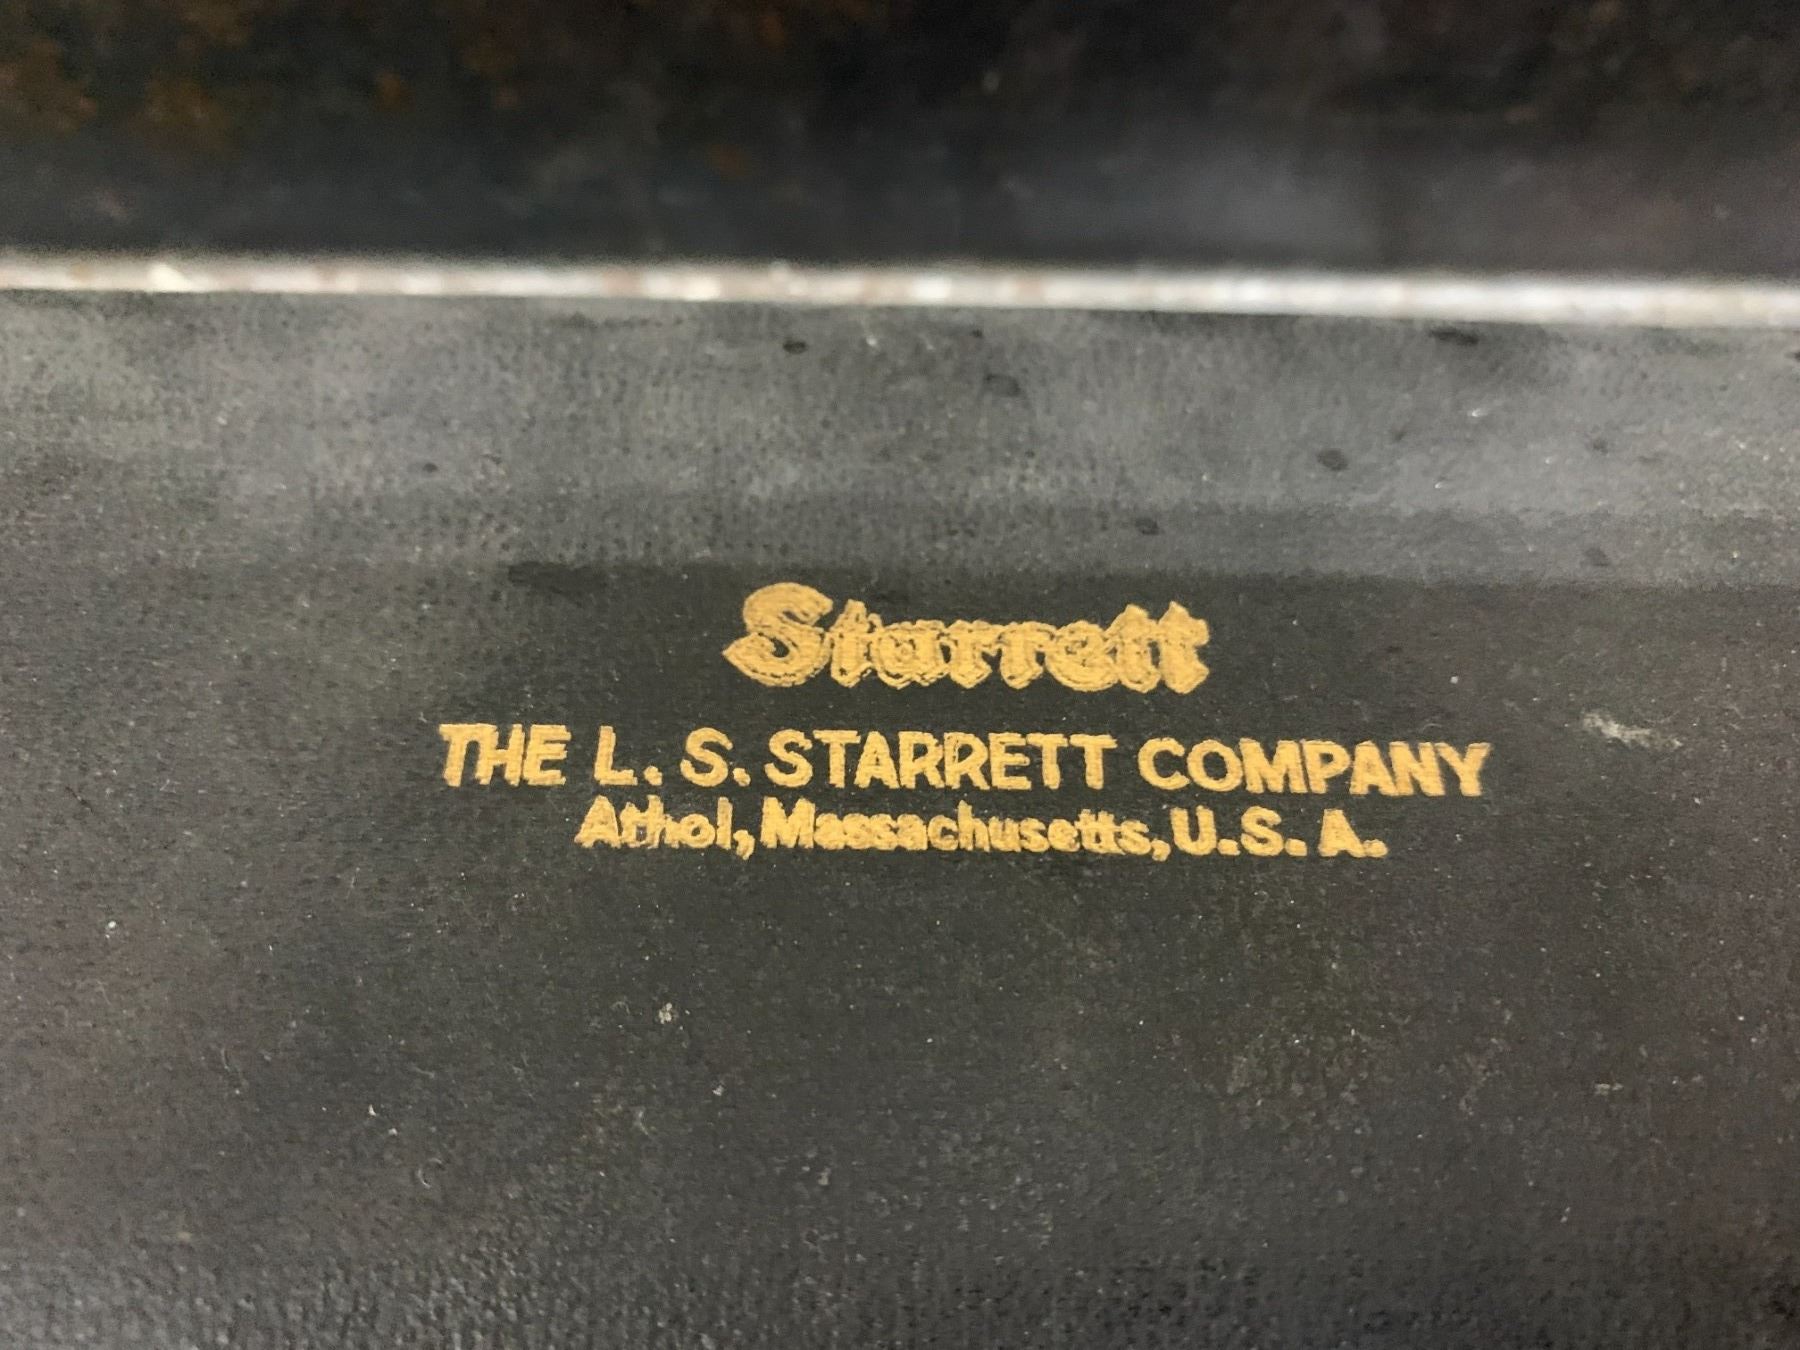 Starrett
THE L. S. STARRETT COMPANY
Athol, Massachusetts, U.S.A.